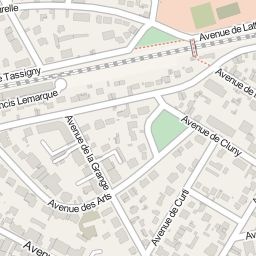 urelle
Avenue de Latt
e Tassigny
Avenue de
ncis Lemarque
Avenue de Cluny
Avenue de la Grange
Avenue des Arts
Avenue de Curti
Avenue